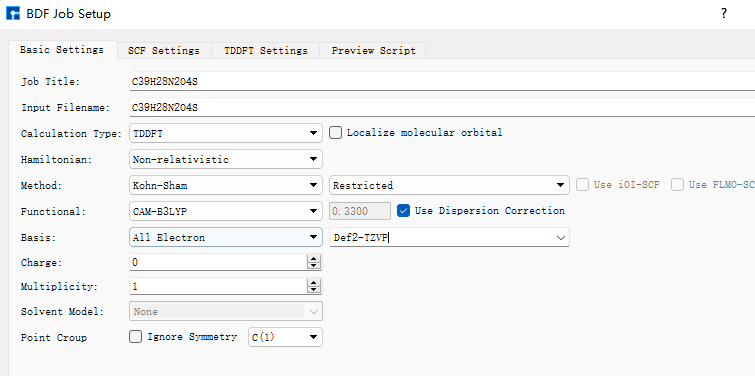 BDF Job Setup ?
Basic Settings SCF Settings TDDFT Settings Preview Script
Job Title: C39H28N2O4S
Input Filename: C39H28N2O4S
Calculation Type: TDDFT Localize molecular orbital
Hamiltonian: Non-relativistic
Method: Kohn-Sham Restricted Use iOI-SCF Use FLMO-SC
Functional: CAM-B3LYP 0.3300 Use Dispersion Correction
Basis: All Electron Def2-TZVP
Charge: 0
Multiplicity: 1
Solvent Model: None
Point Croup Ignore Symmetry C(1)